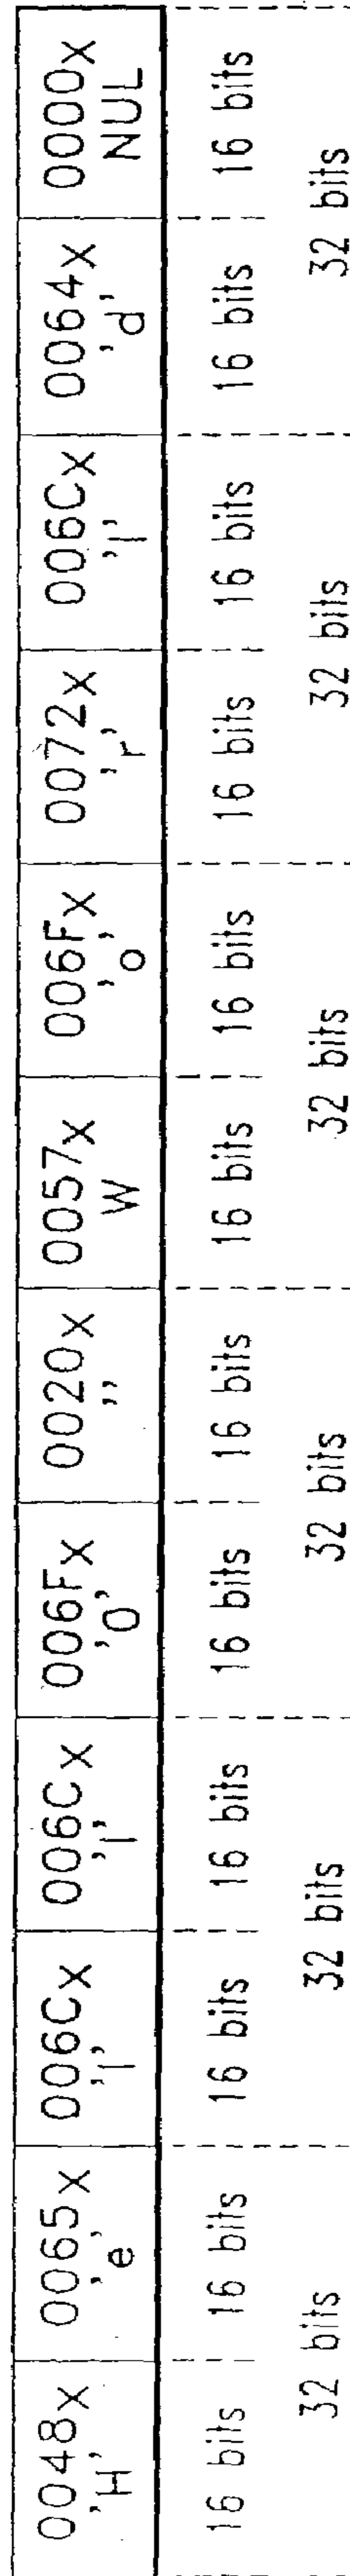 0048x 0065x 006Cx 006Cx 006Fx 0020x 0057x 006Fx 0072x 006Cx 0064x 0000x
'H' 'e' 'l' 'l' 'O' '' W 'o' 'r' 'l' 'd' NUL
16 bits 16 bits 16 bits 16 bits 16 bits 16 bits 16 bits 16 bits 16 bits 16 bits 16 bits 16 bits
32 bits 32 bits 32 bits 32 bits 32 bits 32 bits